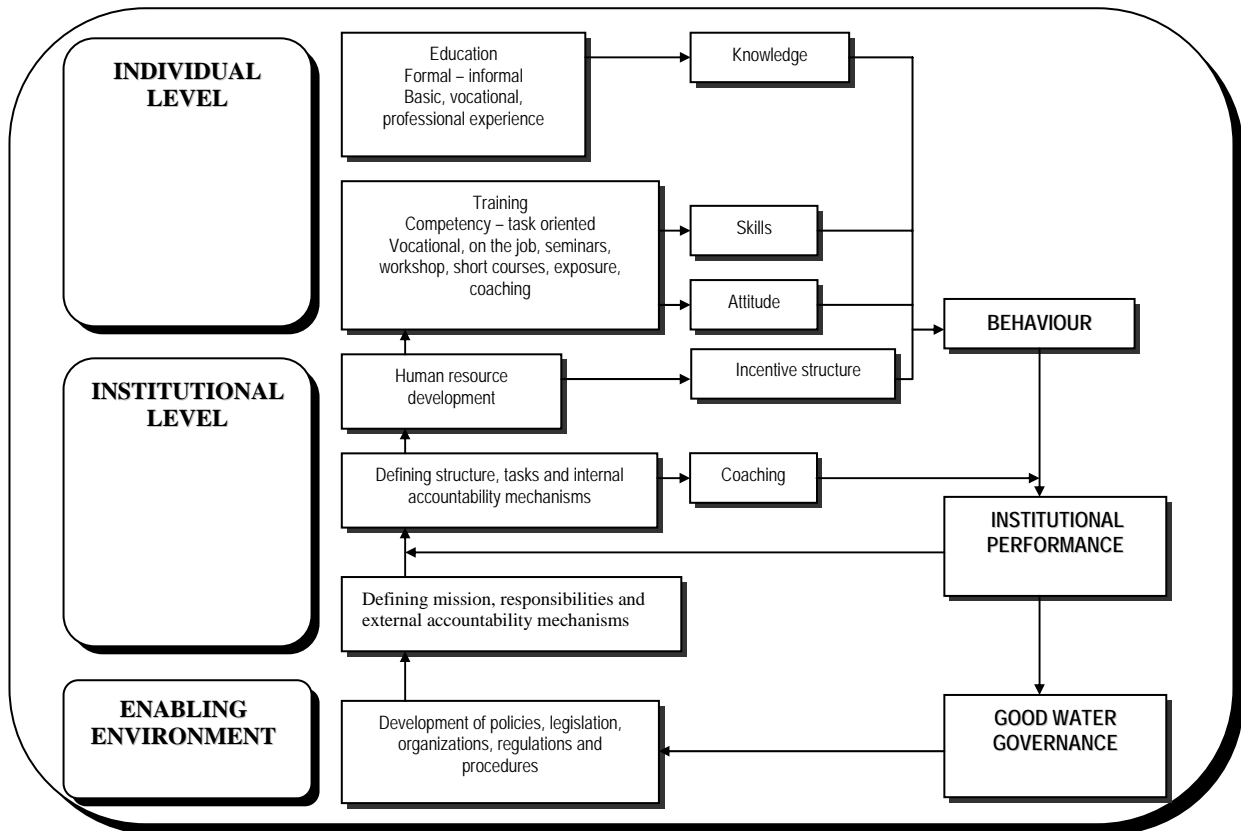 INDIVIDUAL
LEVEL
Education
Formal – informal
Basic, vocational,
professional experience
Knowledge
Training
Competency – task oriented
Vocational, on the job, seminars,
workshop, short courses, exposure,
coaching
Skills
Attitude
BEHAVIOUR
INSTITUTIONAL
LEVEL
Human resource
development
Incentive structure
Defining structure, tasks and internal
accountability mechanisms
Coaching
INSTITUTIONAL
PERFORMANCE
Defining mission, responsibilities and
external accountability mechanisms
ENABLING
ENVIRONMENT
Development of policies, legislation,
organizations, regulations and
procedures
GOOD WATER
GOVERNANCE